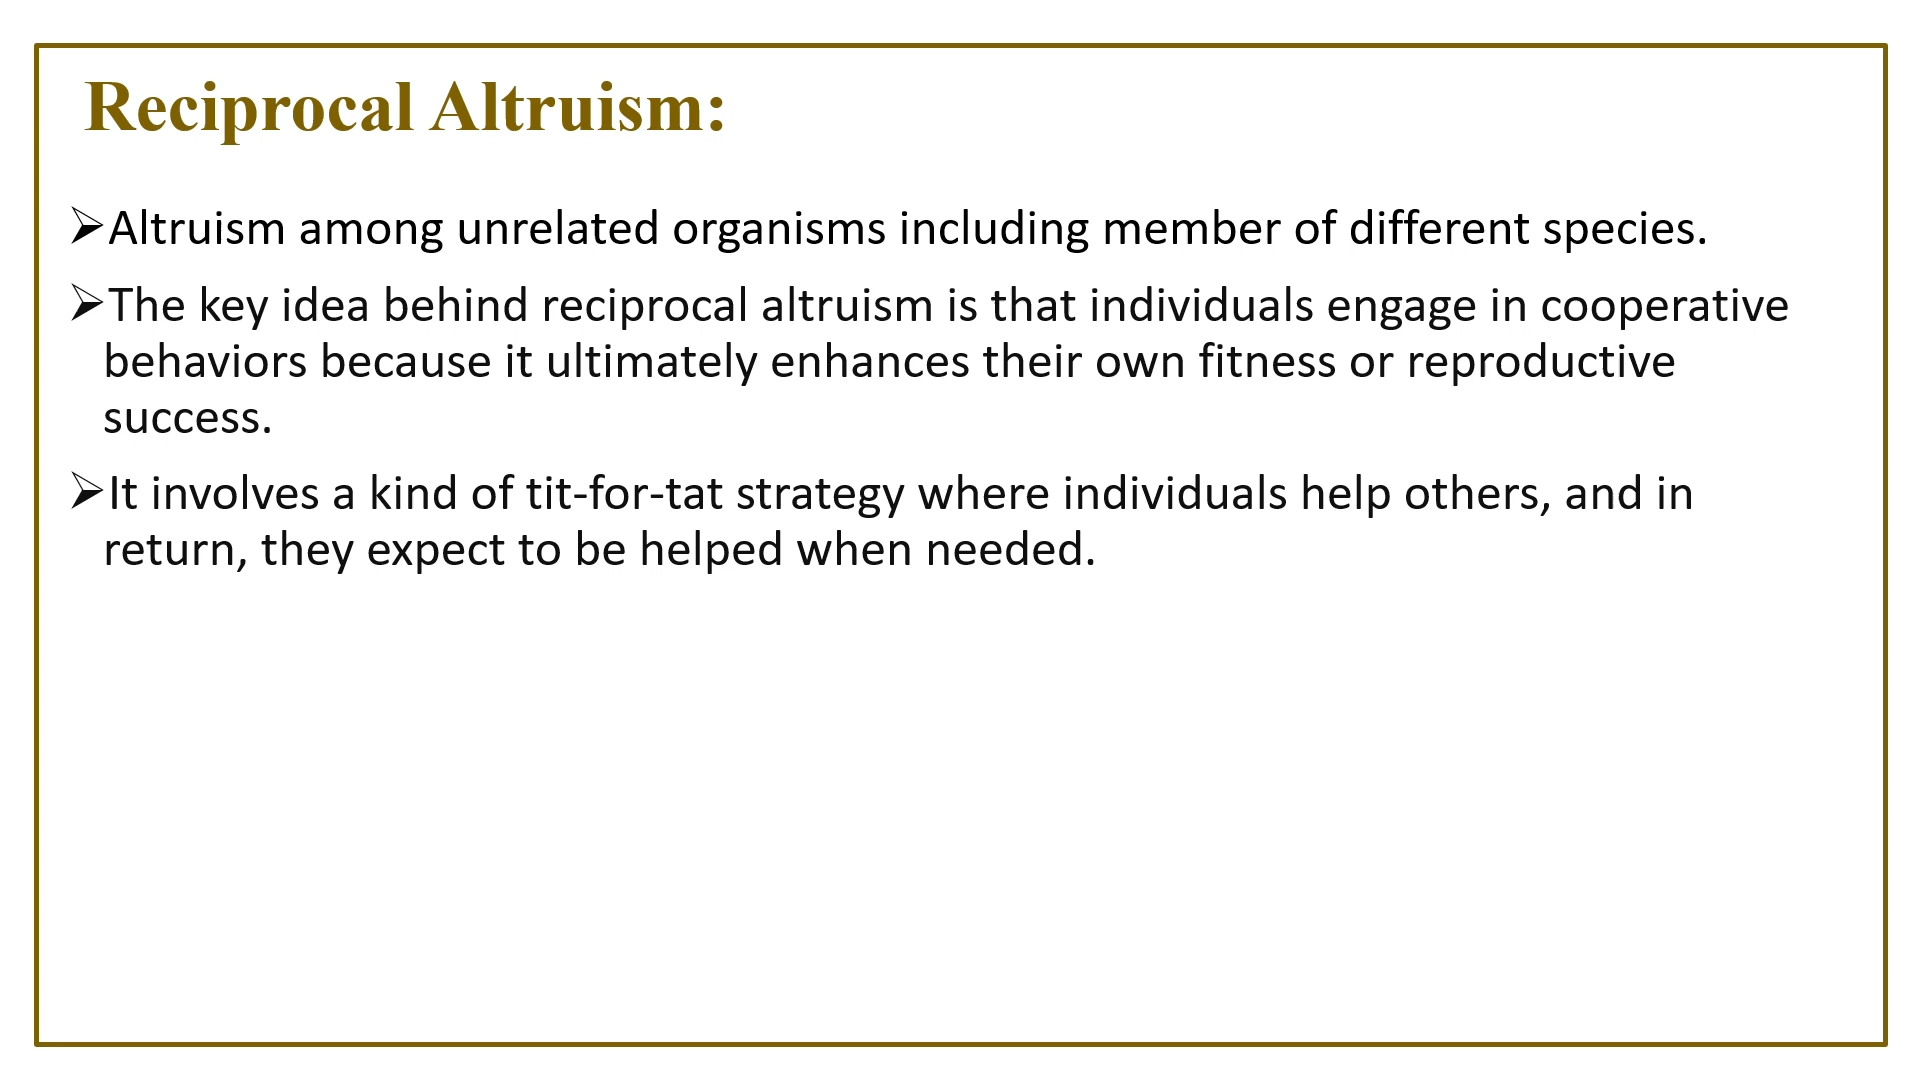 Reciprocal Altruism:
➢Altruism among unrelated organisms including member of different species.
➢The key idea behind reciprocal altruism is that individuals engage in cooperative
behaviors because it ultimately enhances their own fitness or reproductive
success.
➢It involves a kind of tit-for-tat strategy where individuals help others, and in
return, they expect to be helped when needed.